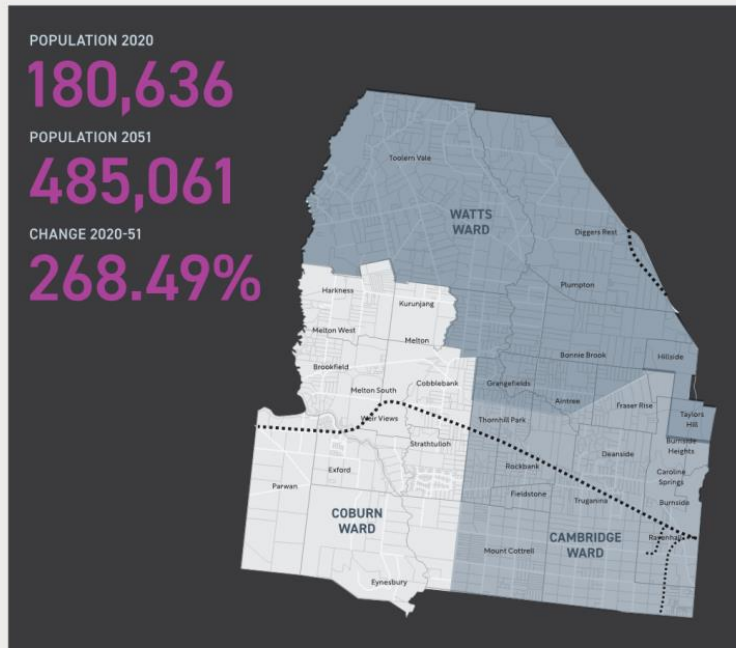 POPULATION 2020
180,636
POPULATION 2051
485,061
CHANGE 2020-51
268.49%
Toolern Vale
WATTS
WARD
Diggers Rest
Plumpton
Harkness
Kurunjang
Melton West
Melton
Bonnie Brook
Hillside
Brookfield
Cobblebank
Grangefields
Melton South
Aintree
Fraser Rise
Taylors
Hill
Weir Views
Thornhill Park
Strathtulloh
Deanside
Burnside
Heights
Exford
Rockbank
Caroline
Springs
Parwan
Fieldstone
Truganina
Burnside
COBURN
WARD
Mount Cottrell
CAMBRIDGE
WARD
Ravenhall
Eynesbury